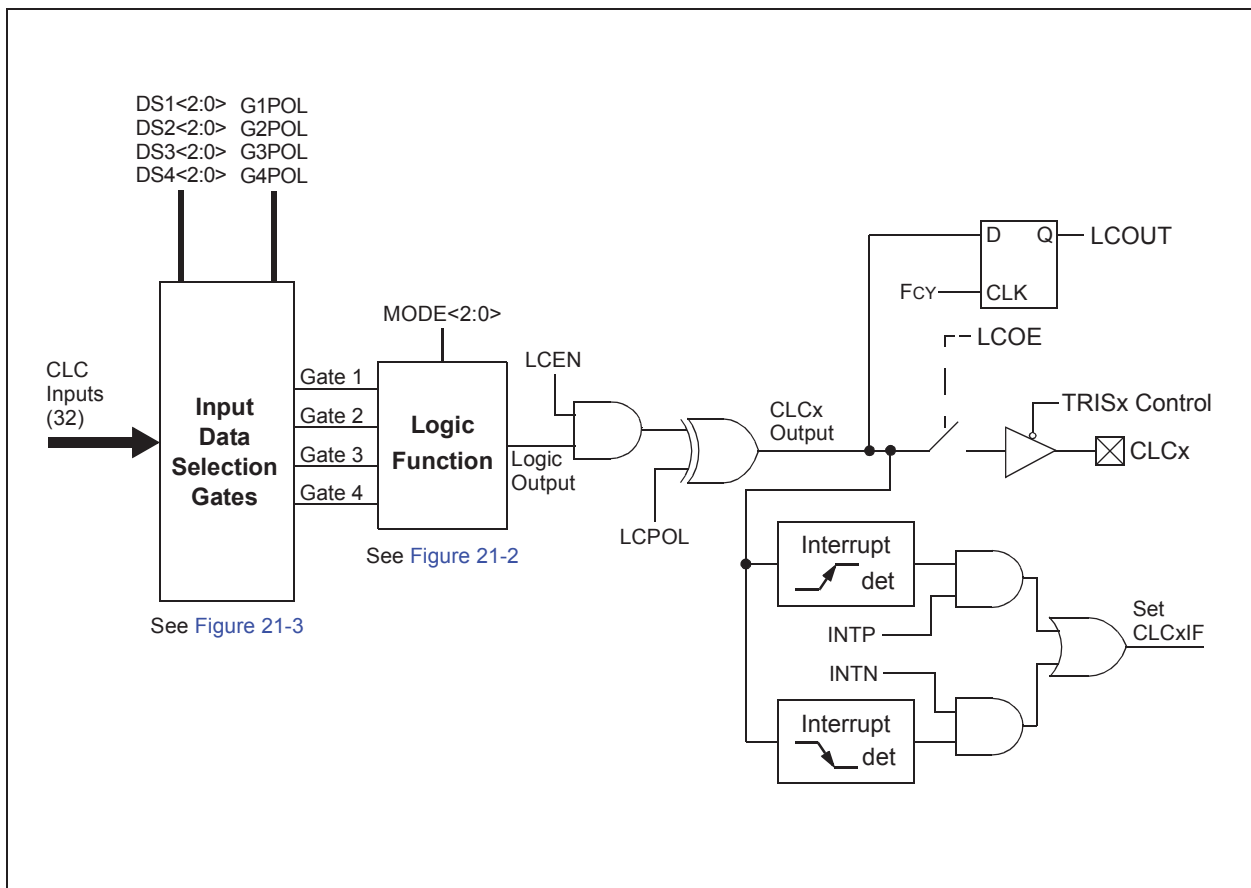 DS1<2:0> G1POL
DS2<2:0> G2POL
DS3<2:0> G3POL
DS4<2:0> G4POL
CLC
Inputs
(32)
Input
Data
Selection
Gates
See Figure 21-3
Gate 1
Gate 2
Gate 3
Gate 4
MODE<2:0>
Logic
Function
See Figure 21-2
Logic
Output
LCEN
LCPOL
CLCx
Output
D Q
LCOUT
FCY
CLK
LCOE
TRISx Control
CLCx
Interrupt
det
INTP
INTN
Interrupt
det
Set
CLCxIF